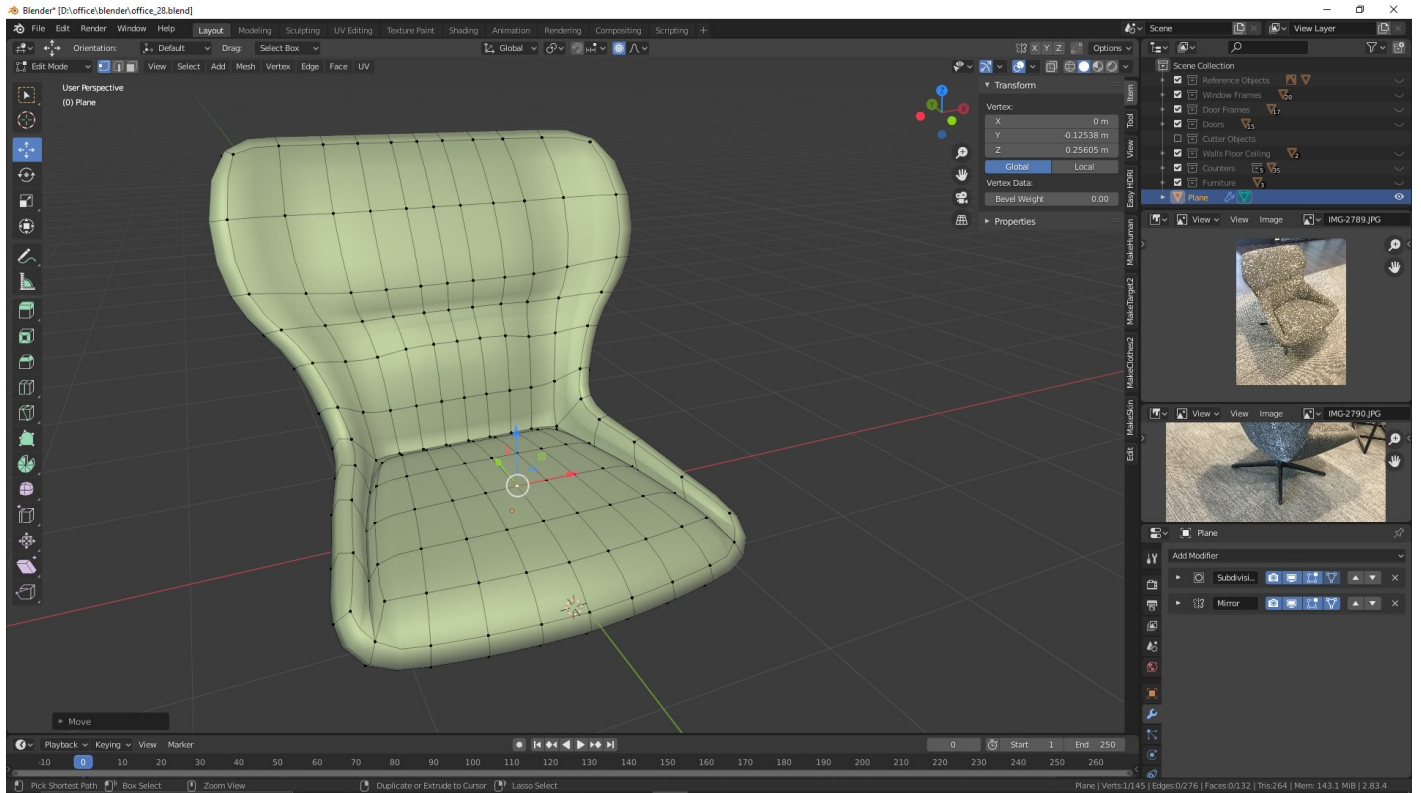 Blender* [D:\office\blender\office_28.blend]
File Edit Render Window Help Layout Modeling Sculpting UV Editing Texture Paint Shading Animation Rendering Compositing Scripting + Scene View Layer
Orientation: Default Drag: Select Box Global X Y Z Options
Edit Mode View Select Add Mesh Vertex Edge Face UV
User Perspective
(0) Plane
Z
Y
X
Transform
Vertex:
X 0 m
Y -0.12538 m
Z 0.25605 m
Global Local
Vertex Data:
Bevel Weight 0.00
Properties
Item
Tool
View
Easy HDRI
MakeHuman
MakeTarget2
MakeClothes2
MakeSkin
Edit
Scene Collection
Reference Objects
Window Frames 20
Door Frames 17
Doors 15
Cutter Objects
Walls Floor Ceiling 2
Counters 5 35
Furniture 3
Plane
View View Image IMG-2789.JPG
View View Image IMG-2790.JPG
Plane
Add Modifier
Subdivisi...
Mirror
Move
Playback Keying View Marker 0 Start 1 End 250
-10 0 10 20 30 40 50 60 70 80 90 100 110 120 130 140 150 160 170 180 190 200 210 220 230 240 250 260
Pick Shortest Path Box Select Zoom View Duplicate or Extrude to Cursor Lasso Select Plane | Verts:1/145 | Edges:0/276 | Faces:0/132 | Tris:264 | Mem: 143.1 MiB | 2.83.4